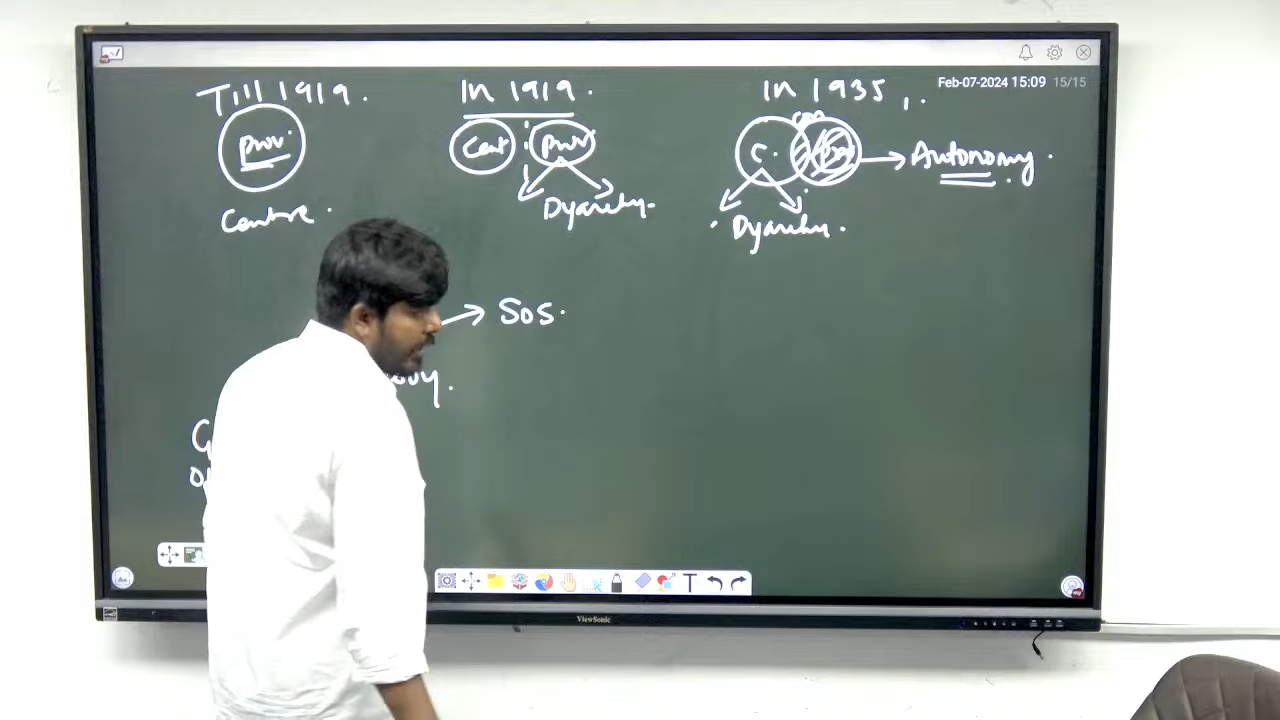 Till 1919.
In 1919.
In 1935,.
Feb-07-2024 15:09 15/15
prov.
Cent
prov
C.
Autonomy.
Centre.
Dyarchy.
Dyarchy.
SOS.
T
ViewSonic